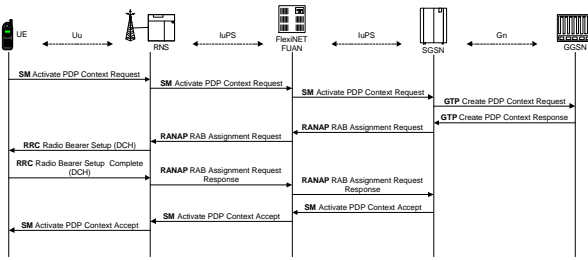 UE
Uu
RNS
IuPS
FlexiNET
FUAN
IuPS
SGSN
Gn
GGSN
SM Activate PDP Context Request
SM Activate PDP Context Request
SM Activate PDP Context Request
GTP Create PDP Context Request
GTP Create PDP Context Response
RANAP RAB Assignment Request
RANAP RAB Assignment Request
RRC Radio Bearer Setup (DCH)
RRC Radio Bearer Setup Complete
(DCH)
RANAP RAB Assignment Request
Response
RANAP RAB Assignment Request
Response
SM Activate PDP Context Accept
SM Activate PDP Context Accept
SM Activate PDP Context Accept